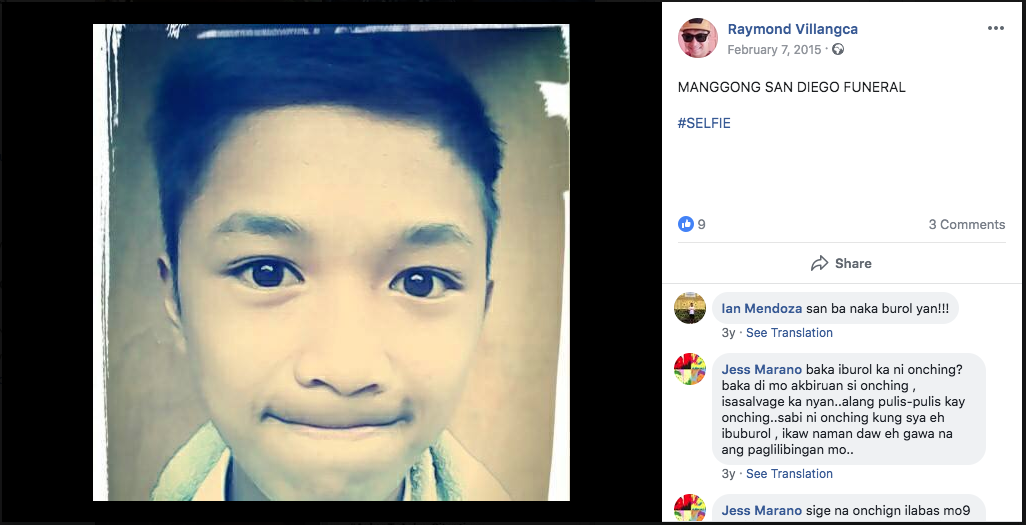 Raymond Villangca
February 7, 2015 ·
MANGGONG SAN DIEGO FUNERAL
#SELFIE
9
3 Comments
Share
Ian Mendoza san ba naka burol yan!!!
3y · See Translation
Jess Marano baka iburol ka ni onching?
baka di mo akbiruan si onching ,
isasalvage ka nyan..alang pulis-pulis kay
onching..sabi ni onching kung sya eh
ibuburol , ikaw naman daw eh gawa na
ang paglilibingan mo..
3y · See Translation
Jess Marano sige na onchign ilabas mo9